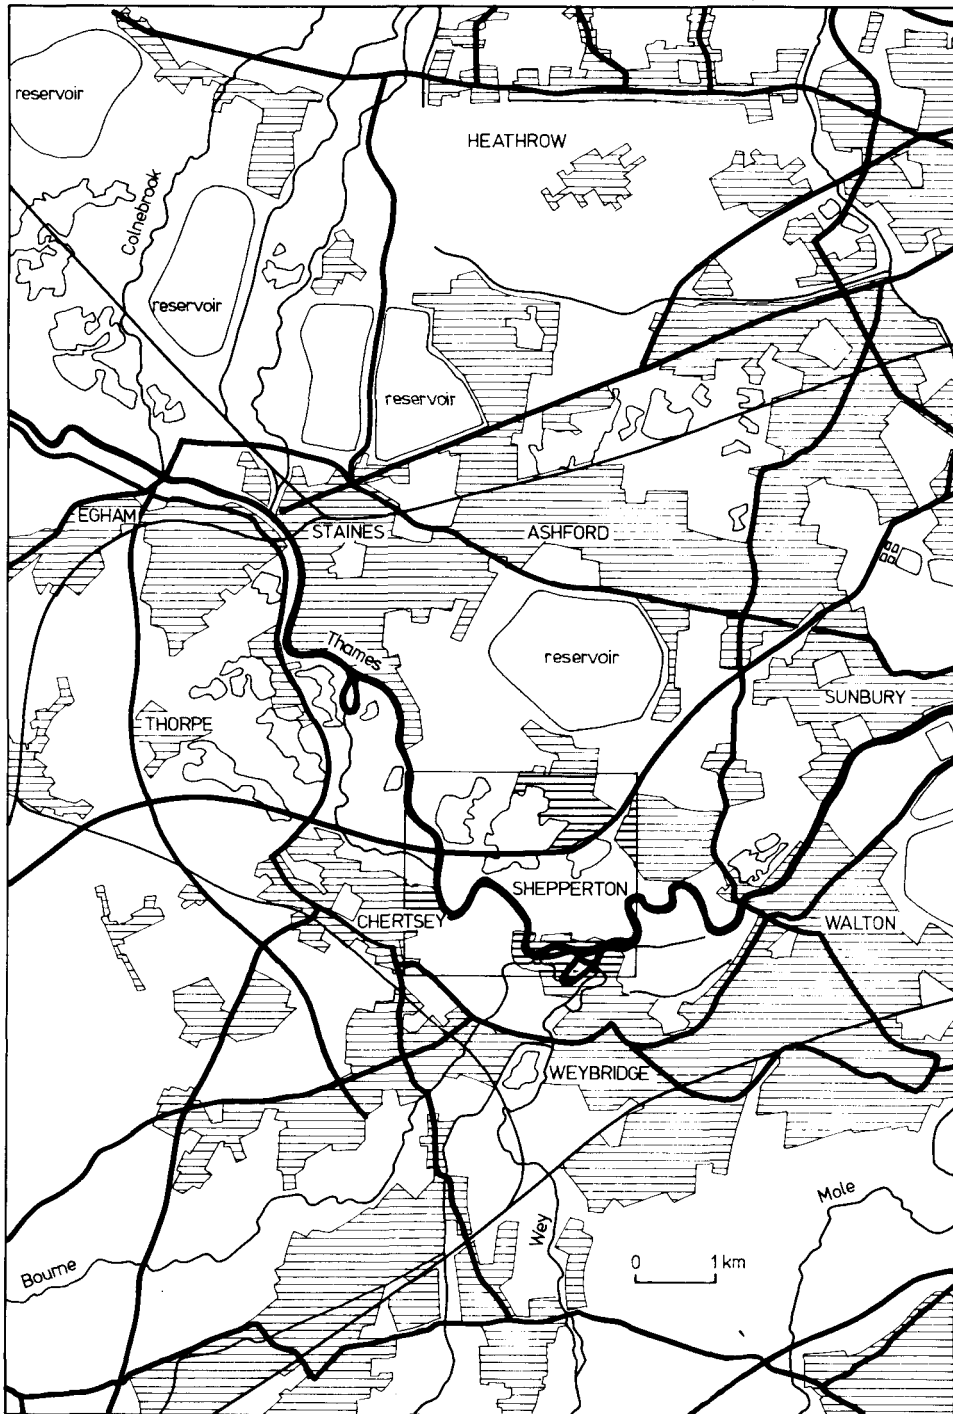 reservoir
HEATHROW
Colnebrook
reservoir
reservoir
EGHAM
STAINES
ASHFORD
Thames
reservoir
SUNBURY
THORPE
SHEPPERTON
CHERTSEY
WALTON
WEYBRIDGE
Mole
Wey
Bourne
0 1 km